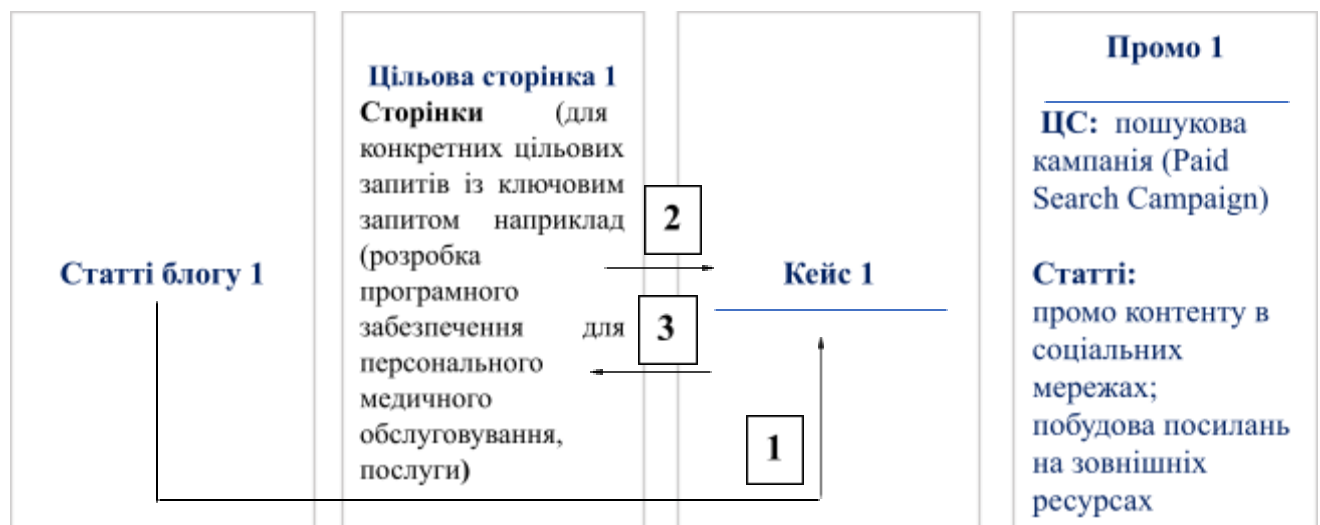 Статті блогу 1
Цільова сторінка 1
Сторінки (для
конкретних цільових
запитів із ключовим
запитом наприклад
(розробка
програмного
забезпечення для
персонального
медичного
обслуговування,
послуги)
2
3
1
Кейс 1
Промо 1
ЦС: пошукова
кампанія (Paid
Search Campaign)
Статті:
промо контенту в
соціальних
мережах;
побудова посилань
на зовнішніх
ресурсах